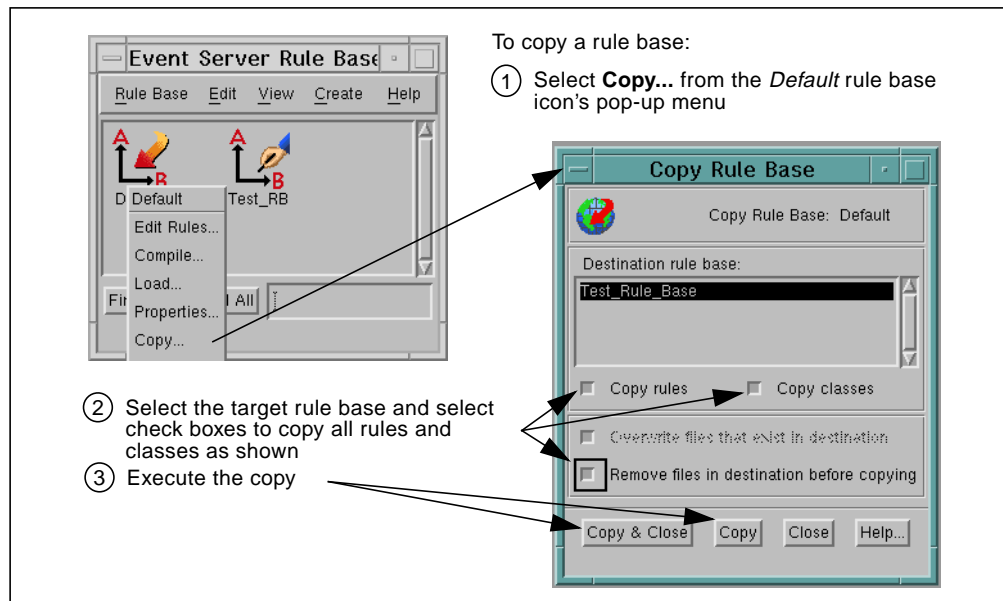 Event Server Rule Base
Rule Base Edit View Create Help
A
B
A
B
D
Test_RB
Default
Edit Rules...
Compile...
Load...
Properties...
Copy...
All
To copy a rule base:
1 Select Copy... from the Default rule base
icon's pop-up menu
Copy Rule Base
Copy Rule Base: Default
Destination rule base:
Test_Rule_Base
Copy rules Copy classes
Overwrite files that exist in destination
Remove files in destination before copying
Copy & Close Copy Close Help...
2 Select the target rule base and select
check boxes to copy all rules and
classes as shown
3 Execute the copy